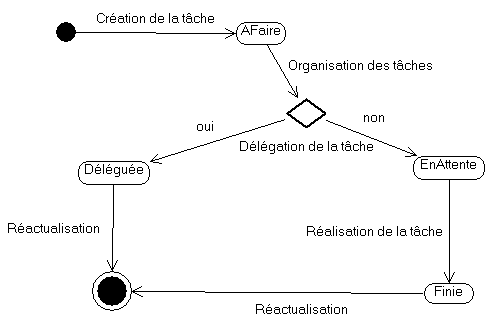 Création de la tâche
AFaire
Organisation des tâches
oui
non
Délégation de la tâche
Déléguée
EnAttente
Réactualisation
Réalisation de la tâche
Finie
Réactualisation